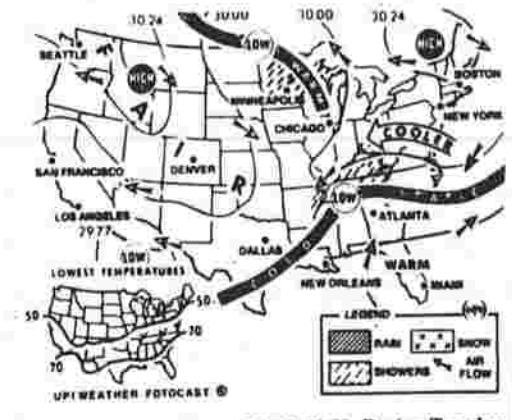 30.24 30.00 30.00 30.24
LOW
SEATTLE
HIGH
HIGH
BOSTON
MINNEAPOLIS
WARM
NEW YORK
CHICAGO
COOLER
DENVER
SAN FRANCISCO
F A I R
LOW
ATLANTA
LOS ANGELES
29.77
LOW
DALLAS
COLD
WARM
LOWEST TEMPERATURES
NEW ORLEANS
MIAMI
50
50
70
70
LEGEND
RAIN
SNOW
SHOWERS
AIR FLOW
UPI WEATHER FOTOCAST ©